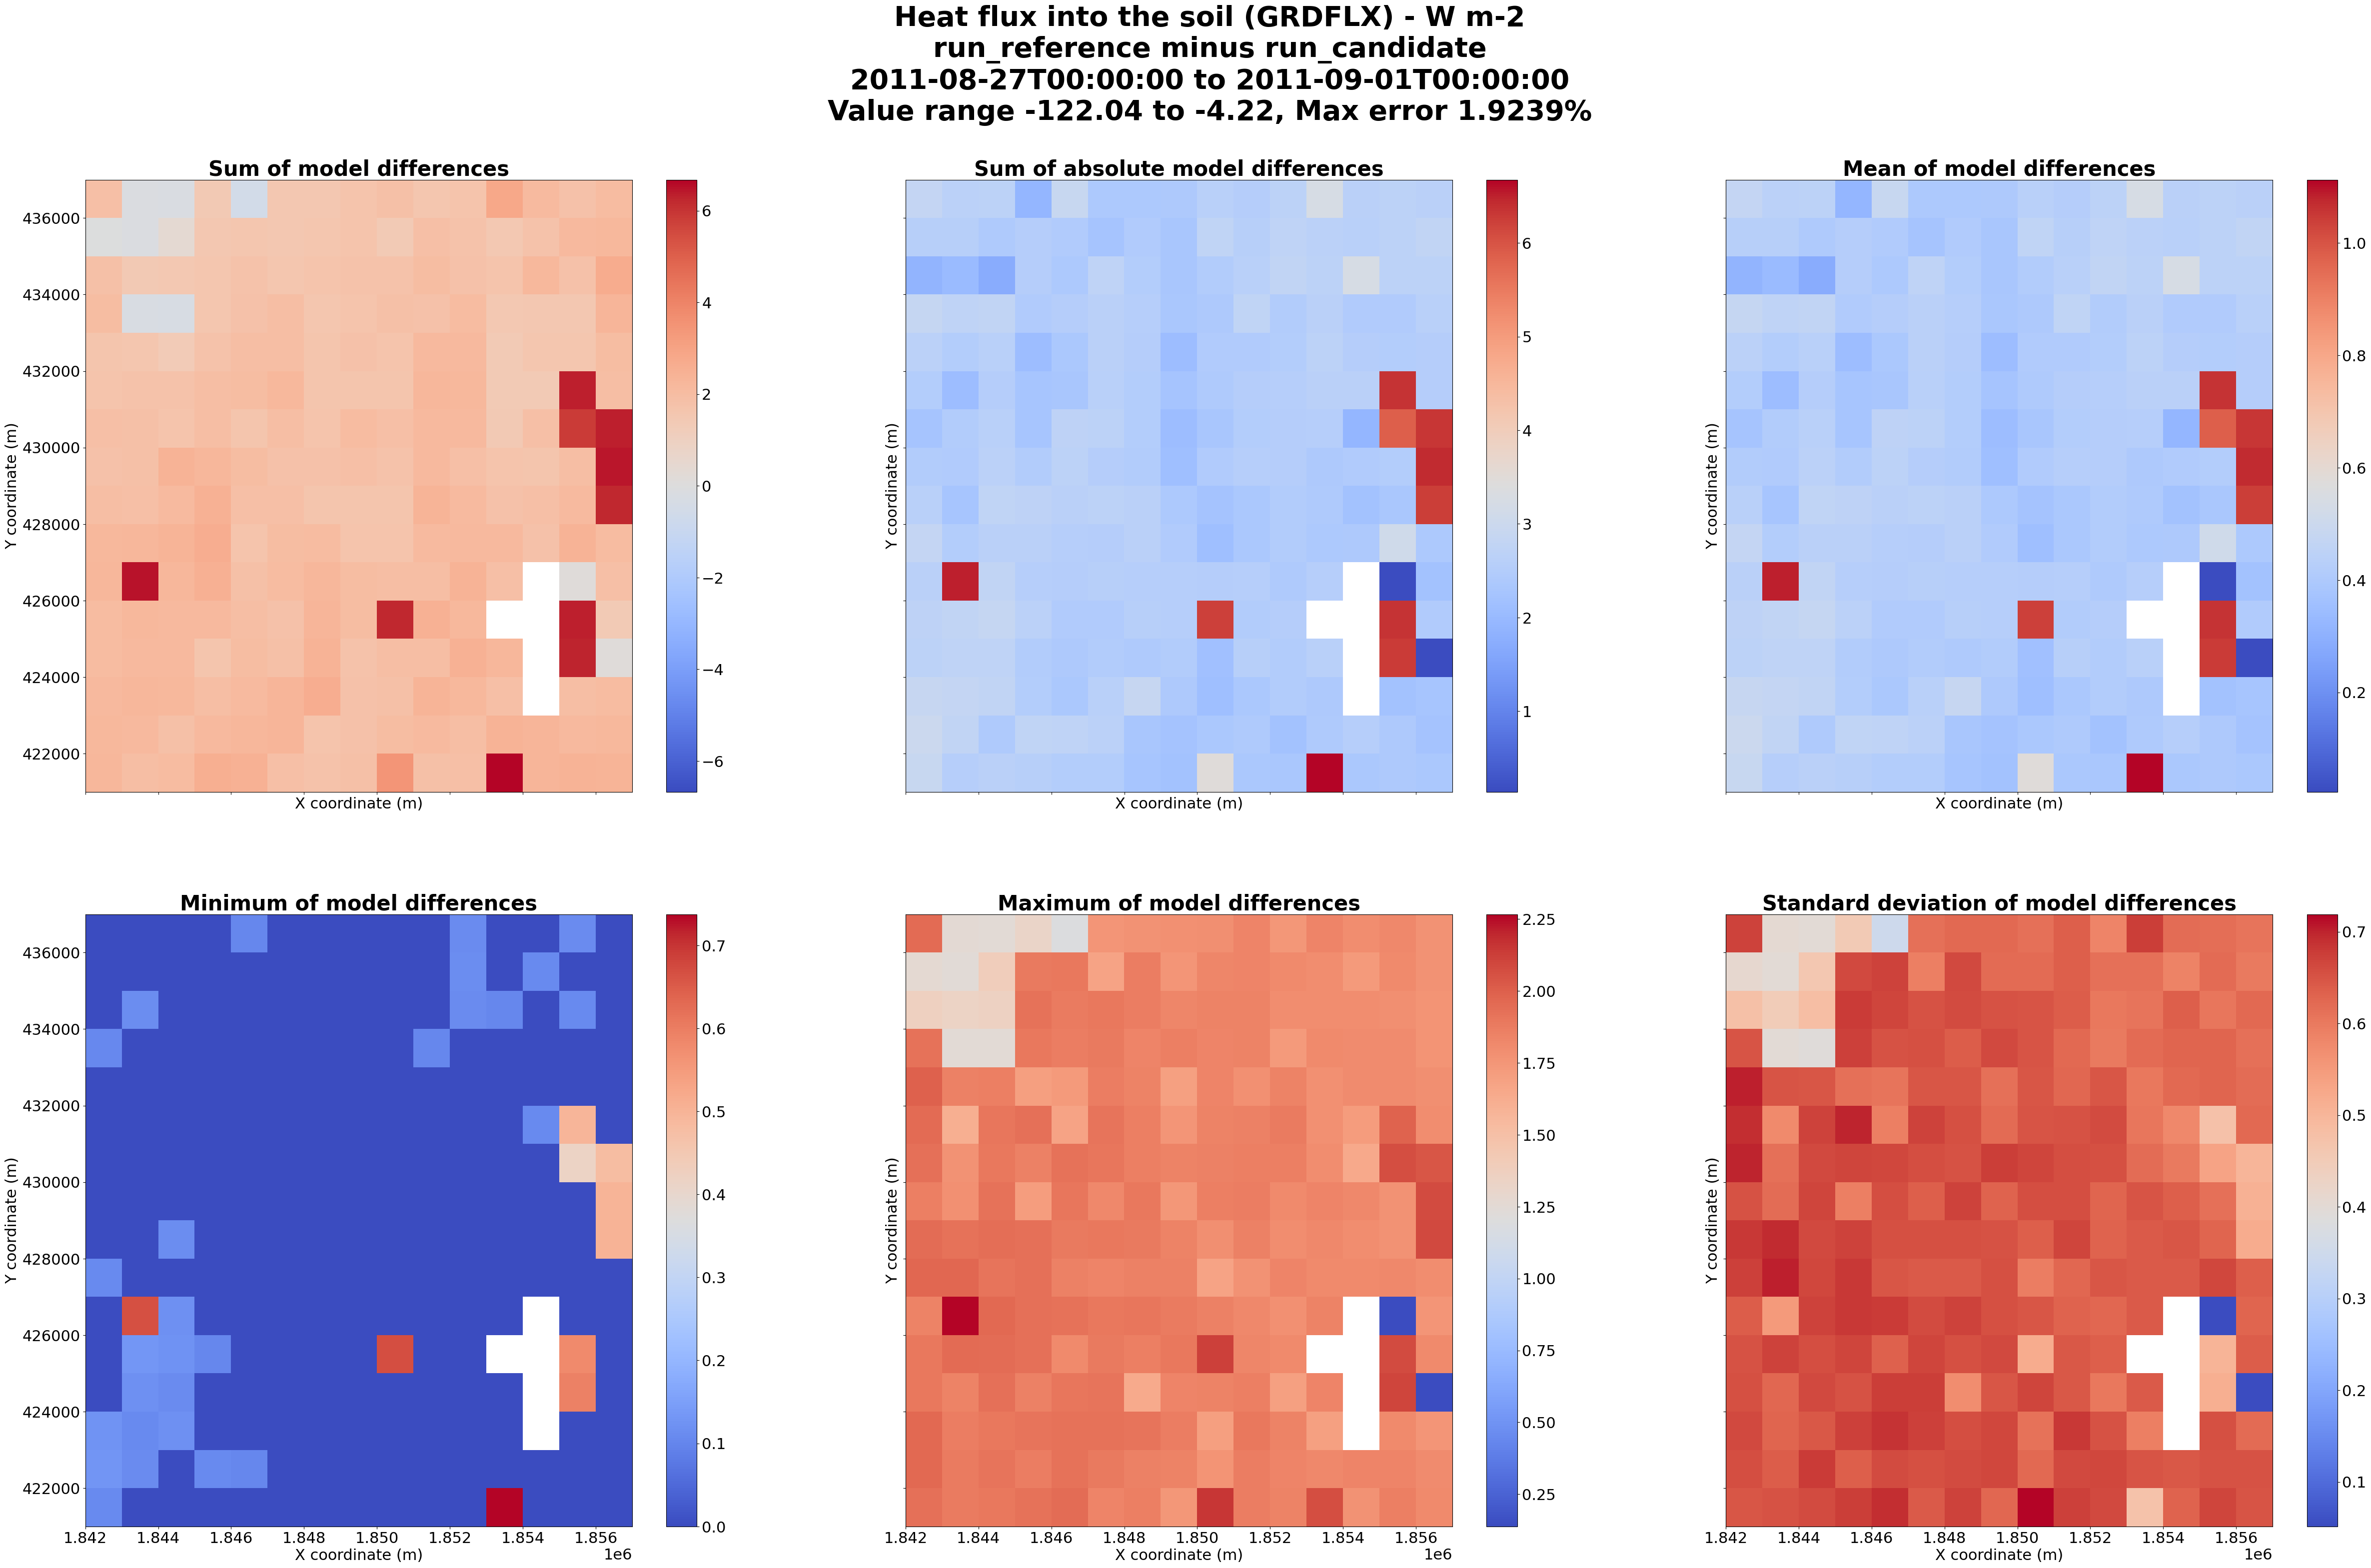 Heat flux into the soil (GRDFLX) - W m-2
run_reference minus run_candidate
2011-08-27T00:00:00 to 2011-09-01T00:00:00
Value range -122.04 to -4.22, Max error 1.9239%
Sum of model differences
436000
434000
432000
430000
428000
426000
424000
422000
Y coordinate (m)
X coordinate (m)
6
4
2
0
−2
−4
−6
Sum of absolute model differences
Y coordinate (m)
X coordinate (m)
6
5
4
3
2
1
Mean of model differences
Y coordinate (m)
X coordinate (m)
1.0
0.8
0.6
0.4
0.2
Minimum of model differences
436000
434000
432000
430000
428000
426000
424000
422000
Y coordinate (m)
1.842 1.844 1.846 1.848 1.850 1.852 1.854 1.856
X coordinate (m)
1e6
0.7
0.6
0.5
0.4
0.3
0.2
0.1
0.0
Maximum of model differences
Y coordinate (m)
1.842 1.844 1.846 1.848 1.850 1.852 1.854 1.856
X coordinate (m)
1e6
2.25
2.00
1.75
1.50
1.25
1.00
0.75
0.50
0.25
Standard deviation of model differences
Y coordinate (m)
1.842 1.844 1.846 1.848 1.850 1.852 1.854 1.856
X coordinate (m)
1e6
0.7
0.6
0.5
0.4
0.3
0.2
0.1